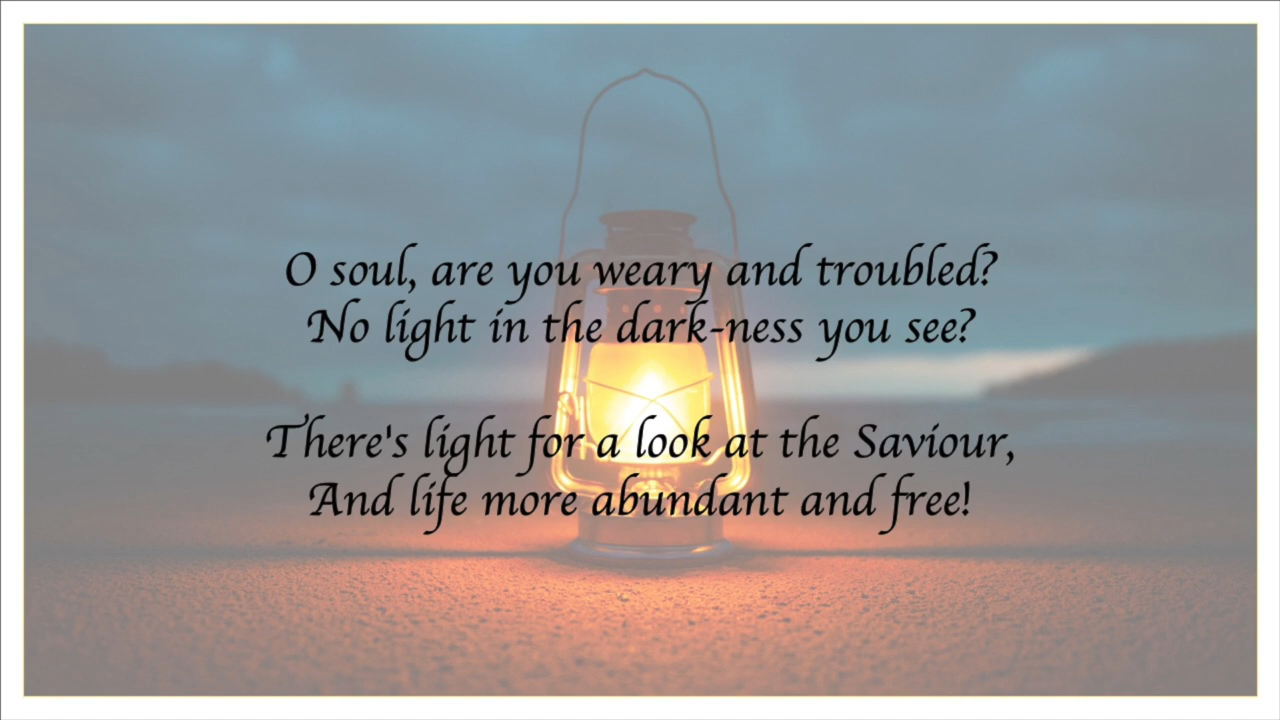 O soul, are you weary and troubled?
No light in the dark-ness you see?
There's light for a look at the Saviour,
And life more abundant and free!